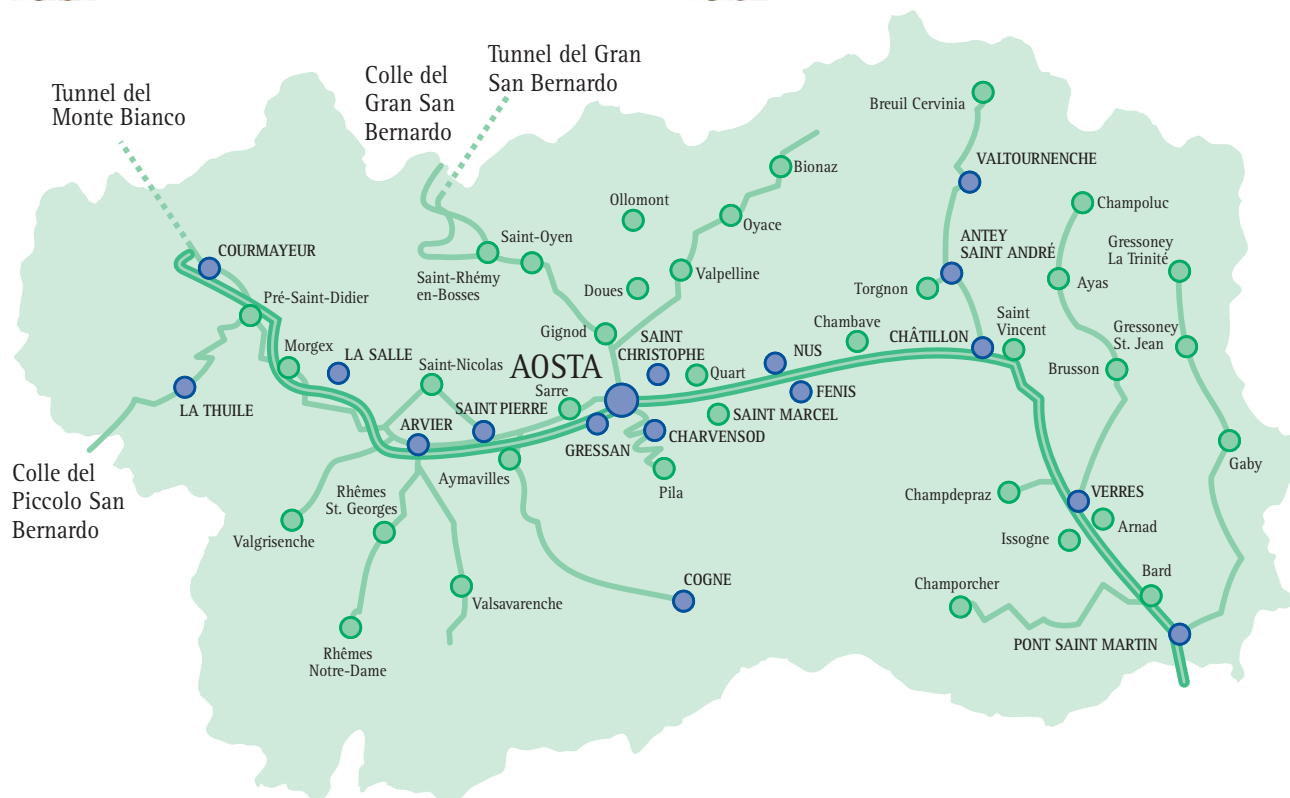 Tunnel del Gran
San Bernardo
Colle del
Gran San
Bernardo
Tunnel del
Monte Bianco
Breuil Cervinia
VALTOURNENCHE
Bionaz
Ollomont
Oyace
Champoluc
COURMAYEUR
Saint-Oyen
ANTEY
SAINT ANDRÉ
Gressoney
La Trinité
Saint-Rhémy
en-Bosses
Valpelline
Doues
Torgnon
Ayas
Pré-Saint-Didier
Gignod
SAINT
CHRISTOPHE
Chambave
CHÂTILLON
Saint
Vincent
Gressoney
St. Jean
Morgex
LA SALLE
Saint-Nicolas
AOSTA
Quart
NUS
Brusson
LA THUILE
Sarre
FENIS
SAINT PIERRE
SAINT MARCEL
ARVIER
GRESSAN
CHARVENSOD
Gaby
Colle del
Piccolo San
Bernardo
Aymavilles
Pila
Rhêmes
St. Georges
Champdepraz
VERRES
Arnad
Valgrisenche
Issogne
Bard
COGNE
Champorcher
Valsavarenche
PONT SAINT MARTIN
Rhêmes
Notre-Dame